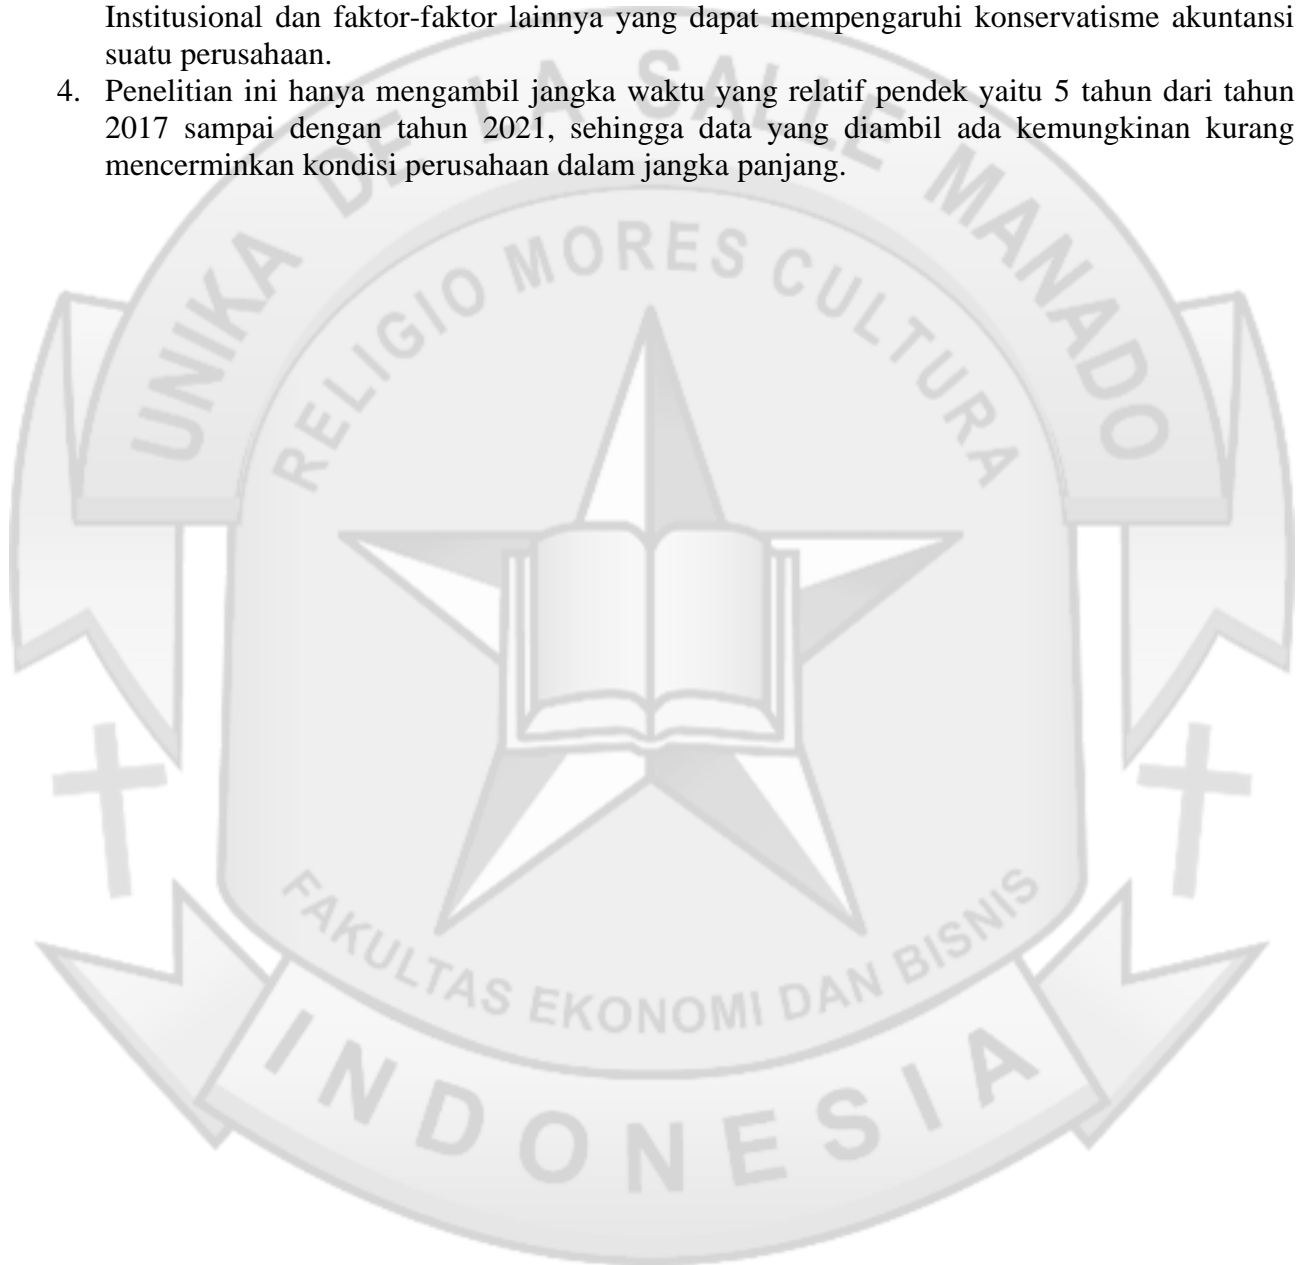 Institusional dan faktor-faktor lainnya yang dapat mempengaruhi konservatisme akuntansi
suatu perusahaan.
4. Penelitian ini hanya mengambil jangka waktu yang relatif pendek yaitu 5 tahun dari tahun
2017 sampai dengan tahun 2021, sehingga data yang diambil ada kemungkinan kurang
mencerminkan kondisi perusahaan dalam jangka panjang.
UNIKA DE LA SALLE MANADO
RELIGIO MORES CULTURA
FAKULTAS EKONOMI DAN BISNIS
INDONESIA